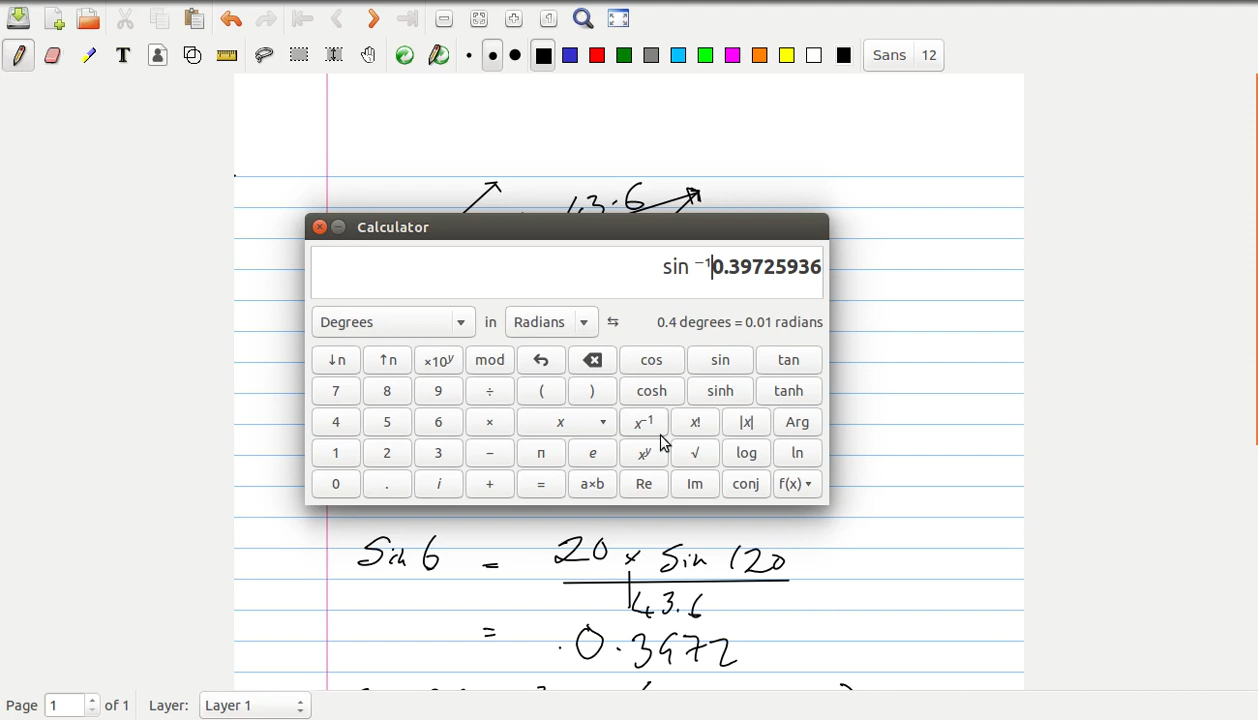 T
Sans 12
43.6
Calculator
sin ⁻¹0.39725936
Degrees in Radians ⇆ 0.4 degrees = 0.01 radians
↓n ↑n ×10ʸ mod cos sin tan
7 8 9 ÷ ( ) cosh sinh tanh
4 5 6 × x x⁻¹ x! |x| Arg
1 2 3 − π e xʸ √ log ln
0 . i + = a×b Re Im conj f(x)
Sin 6 = 20 × Sin 120
43.6
= 0.3972
Page 1 of 1 Layer: Layer 1